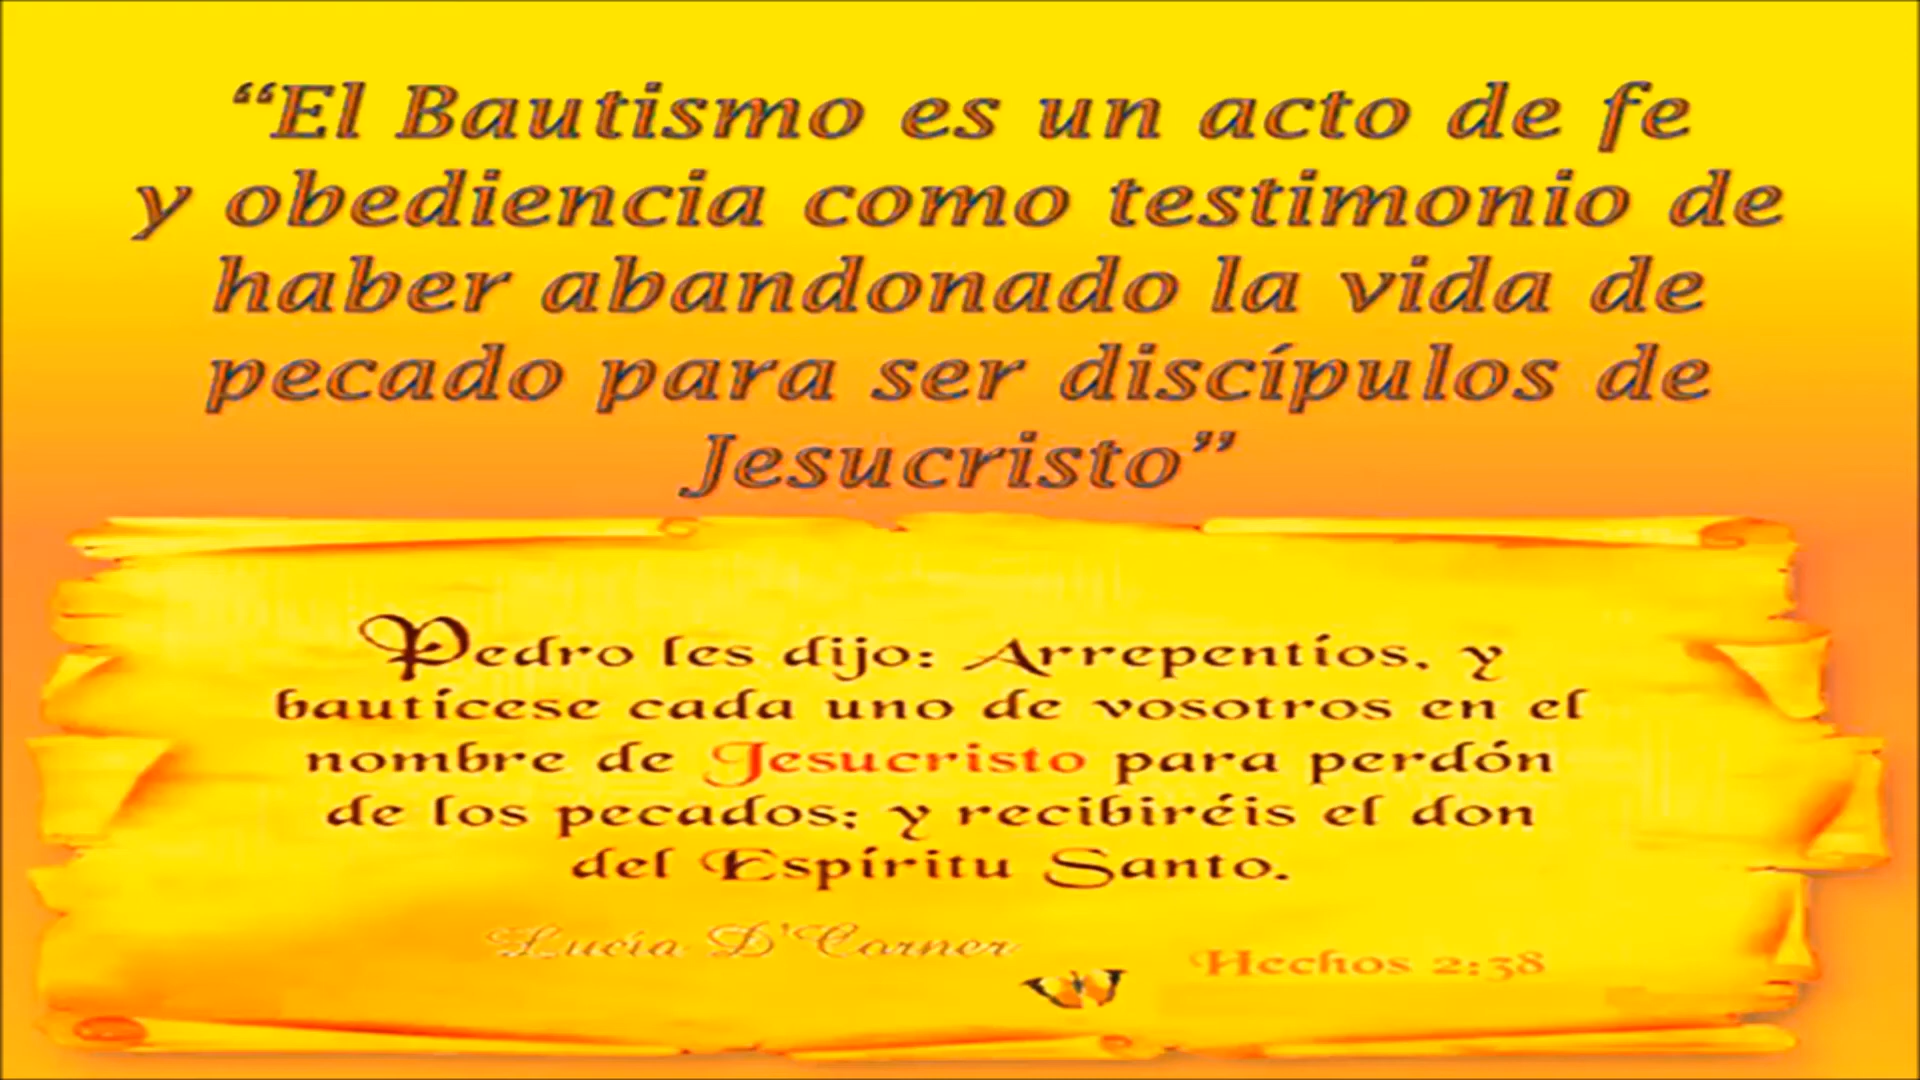 “El Bautismo es un acto de fe
y obediencia como testimonio de
haber abandonado la vida de
pecado para ser discípulos de
Jesucristo”
Pedro les dijo: Arrepentíos, y
bautícese cada uno de vosotros en el
nombre de Jesucristo para perdón
de los pecados; y recibiréis el don
del Espíritu Santo.
Lucía D'Corner
Hechos 2:38